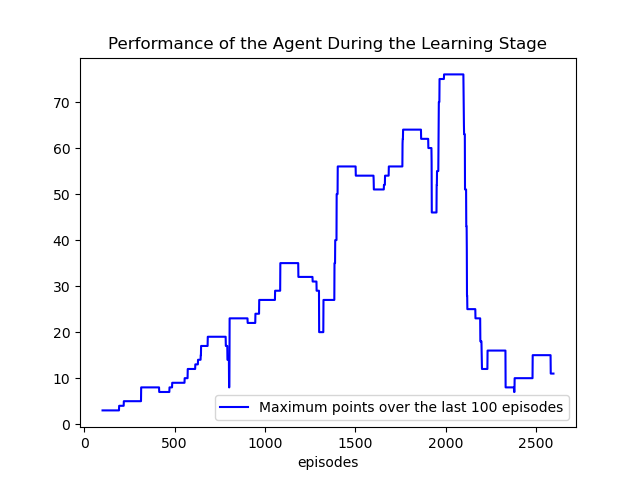 Performance of the Agent During the Learning Stage
70
60
50
40
30
20
10
0
Maximum points over the last 100 episodes
0 500 1000 1500 2000 2500
episodes